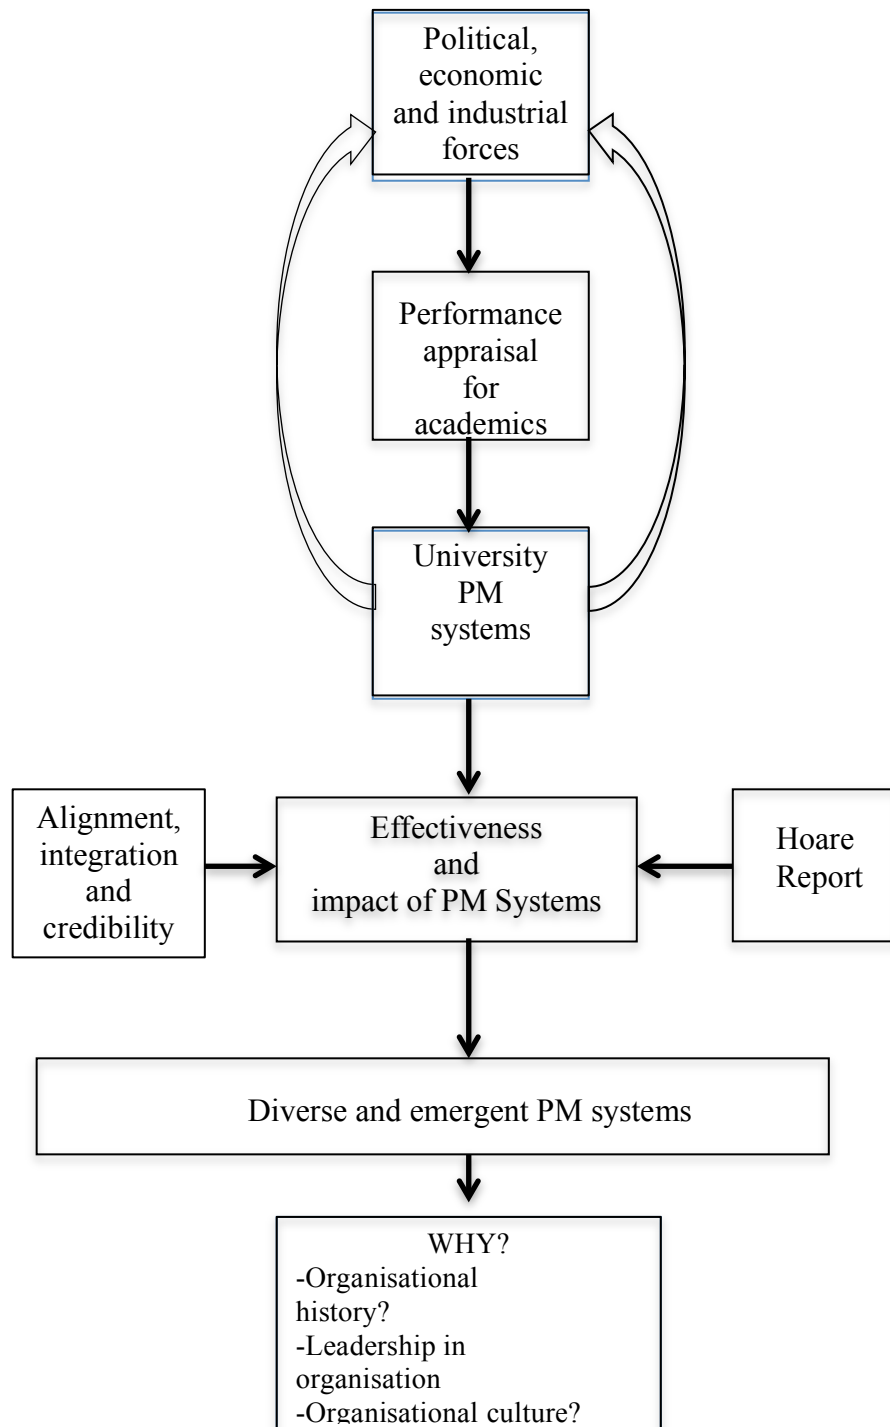 Political,
economic
and industrial
forces
Performance
appraisal
for
academics
University
PM
systems
Alignment,
integration
and
credibility
Effectiveness
and
impact of PM Systems
Hoare
Report
Diverse and emergent PM systems
WHY?
-Organisational
history?
-Leadership in
organisation
-Organisational culture?